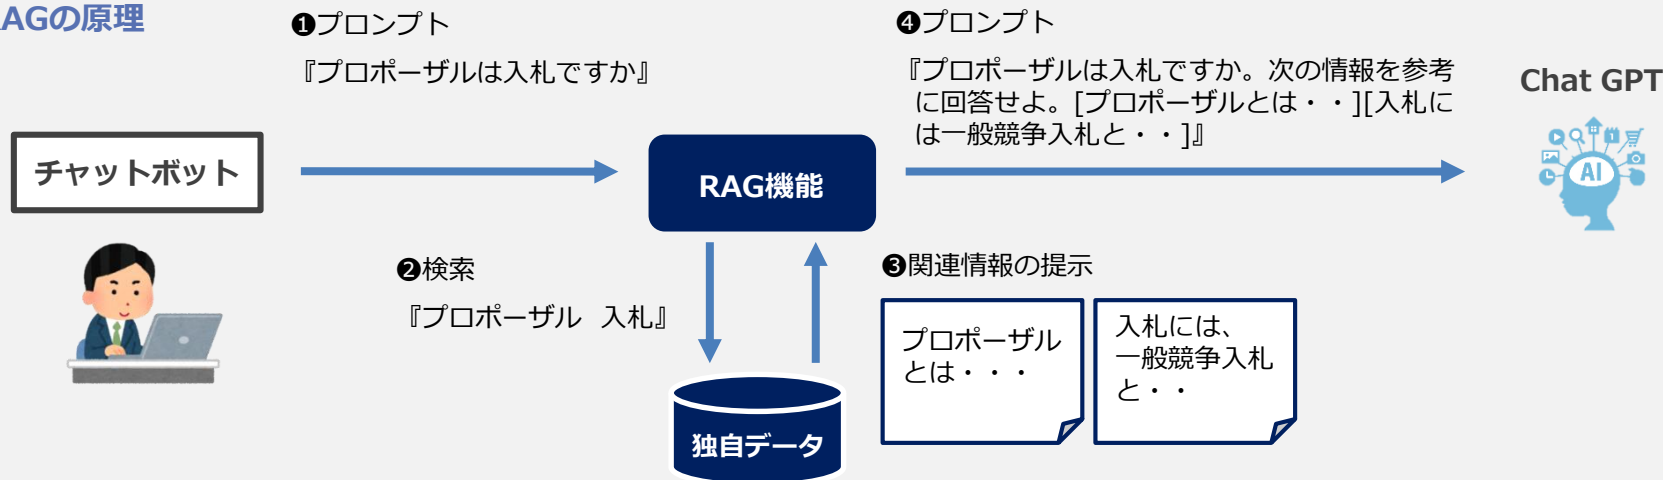 AGの原理
❶プロンプト
『プロポーザルは入札ですか』
❹プロンプト
『プロポーザルは入札ですか。次の情報を参考
に回答せよ。[プロポーザルとは・・][入札に
は一般競争入札と・・]』
Chat GPT
チャットボット
RAG機能
AI
❷検索
『プロポーザル 入札』
❸関連情報の提示
プロポーザル
とは・・・
入札には、
一般競争入札
と・・
独自データ